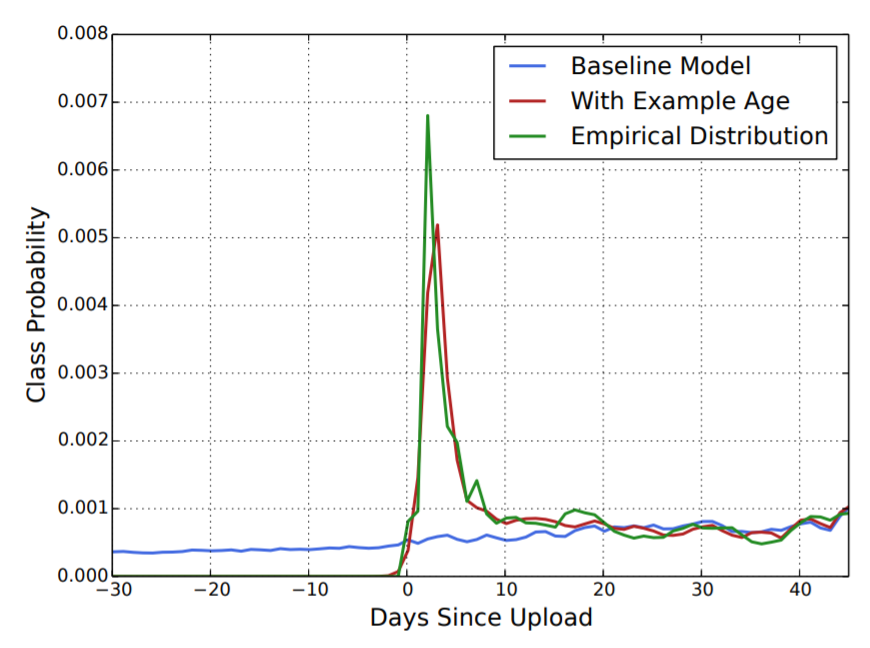 0.008
0.007
0.006
0.005
0.004
0.003
0.002
0.001
0.000
Class Probability
Baseline Model
With Example Age
Empirical Distribution
−30 −20 −10 0 10 20 30 40
Days Since Upload